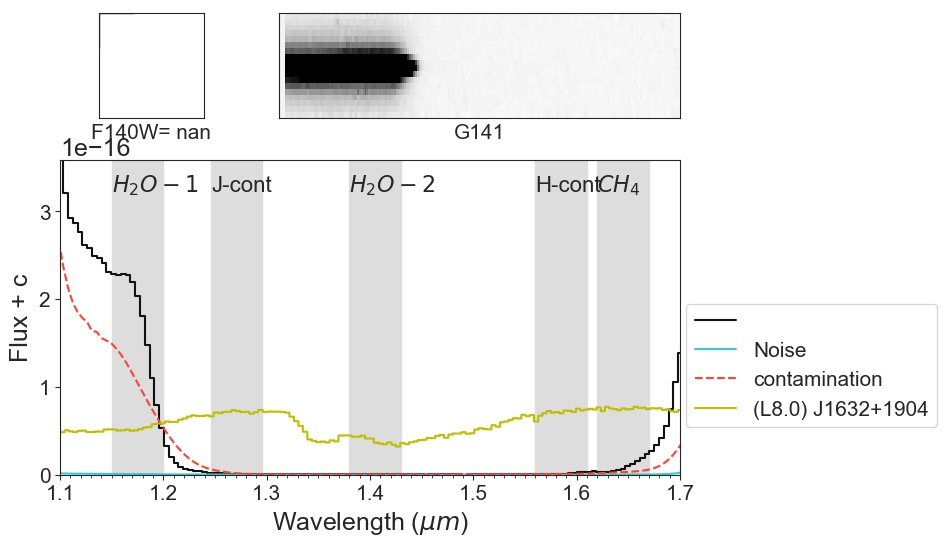 F140W= nan
G141
1e−16
H₂O − 1 J-cont H₂O − 2 H-cont CH₄
3
2
1
0
Flux + c
1.1 1.2 1.3 1.4 1.5 1.6 1.7
Wavelength (μm)
Noise
contamination
(L8.0) J1632+1904